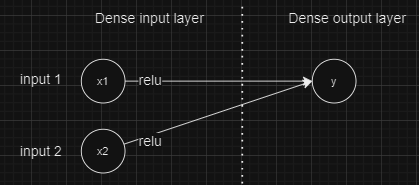 Dense input layer
Dense output layer
input 1
x1
relu
y
input 2
x2
relu